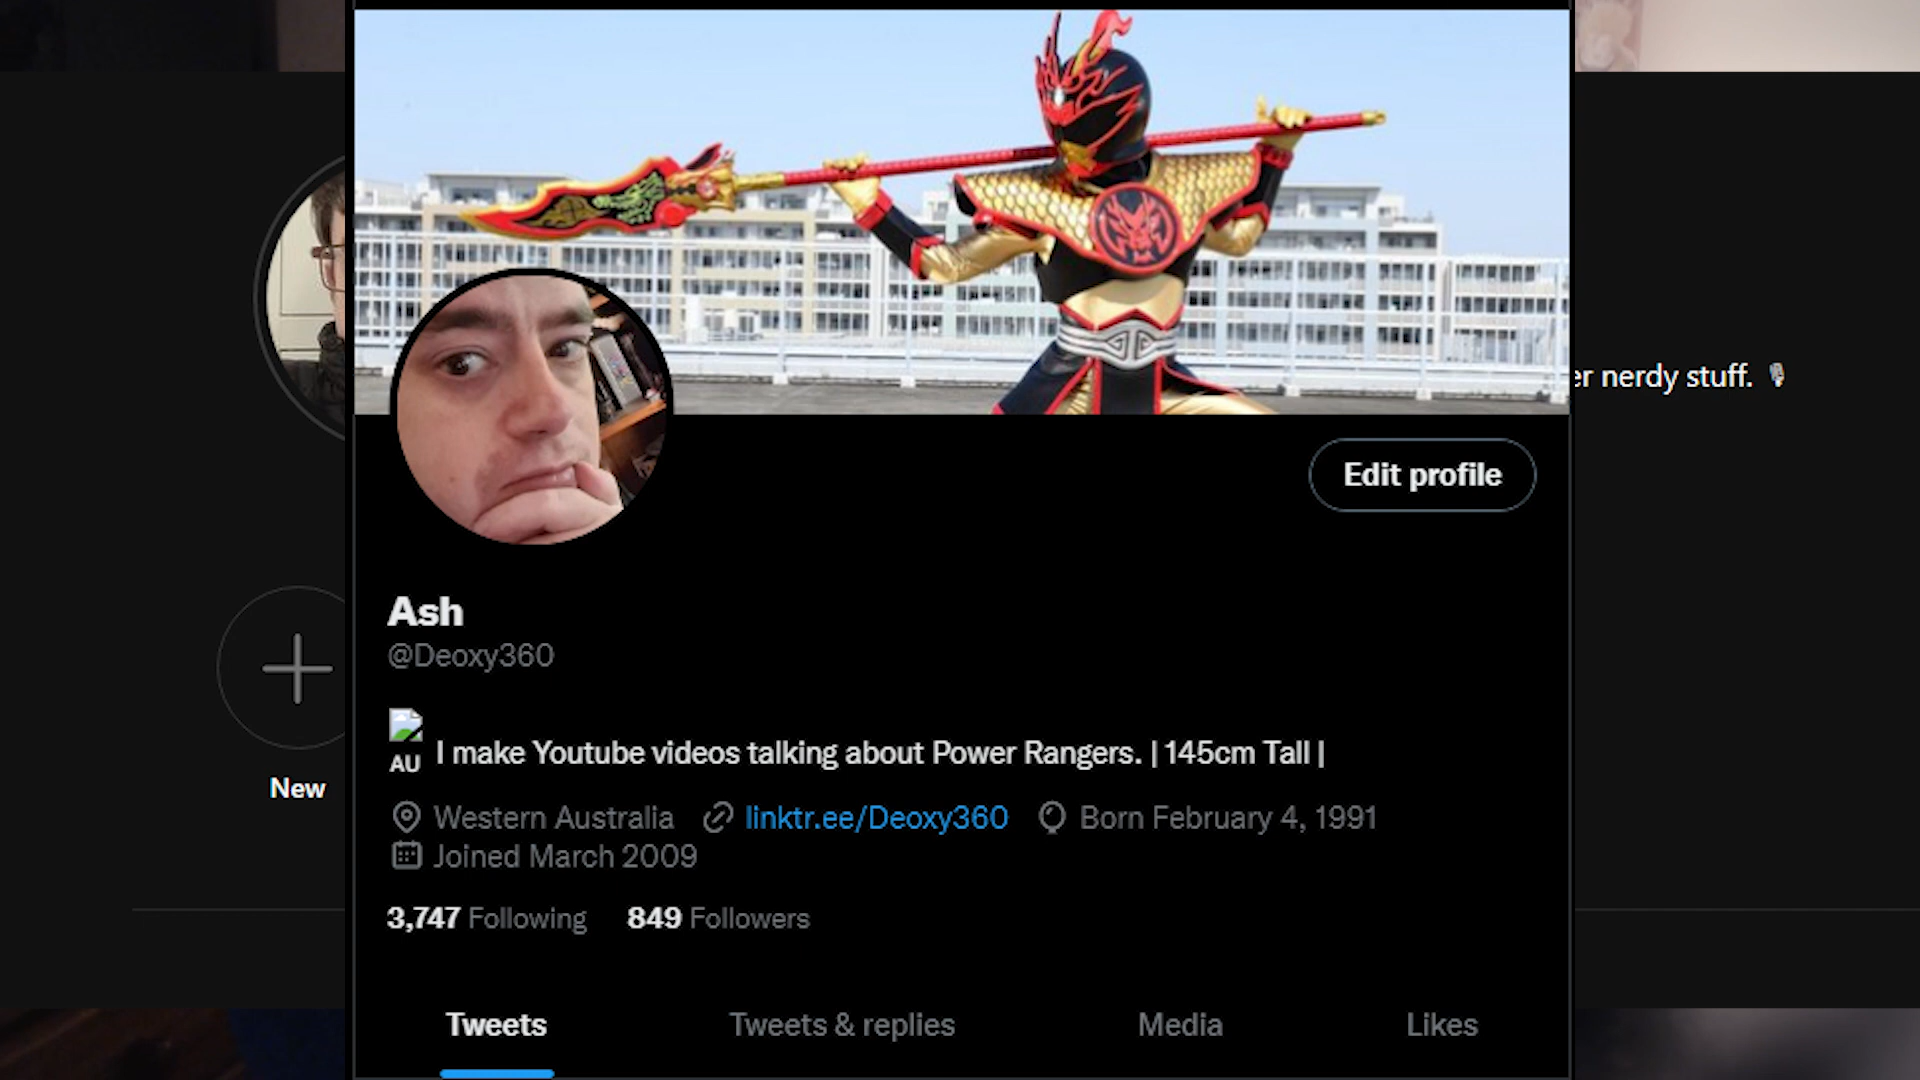 er nerdy stuff.
Edit profile
Ash
@Deoxy360
AU I make Youtube videos talking about Power Rangers. | 145cm Tall |
New
Western Australia linktr.ee/Deoxy360 Born February 4, 1991
Joined March 2009
3,747 Following 849 Followers
Tweets Tweets & replies Media Likes